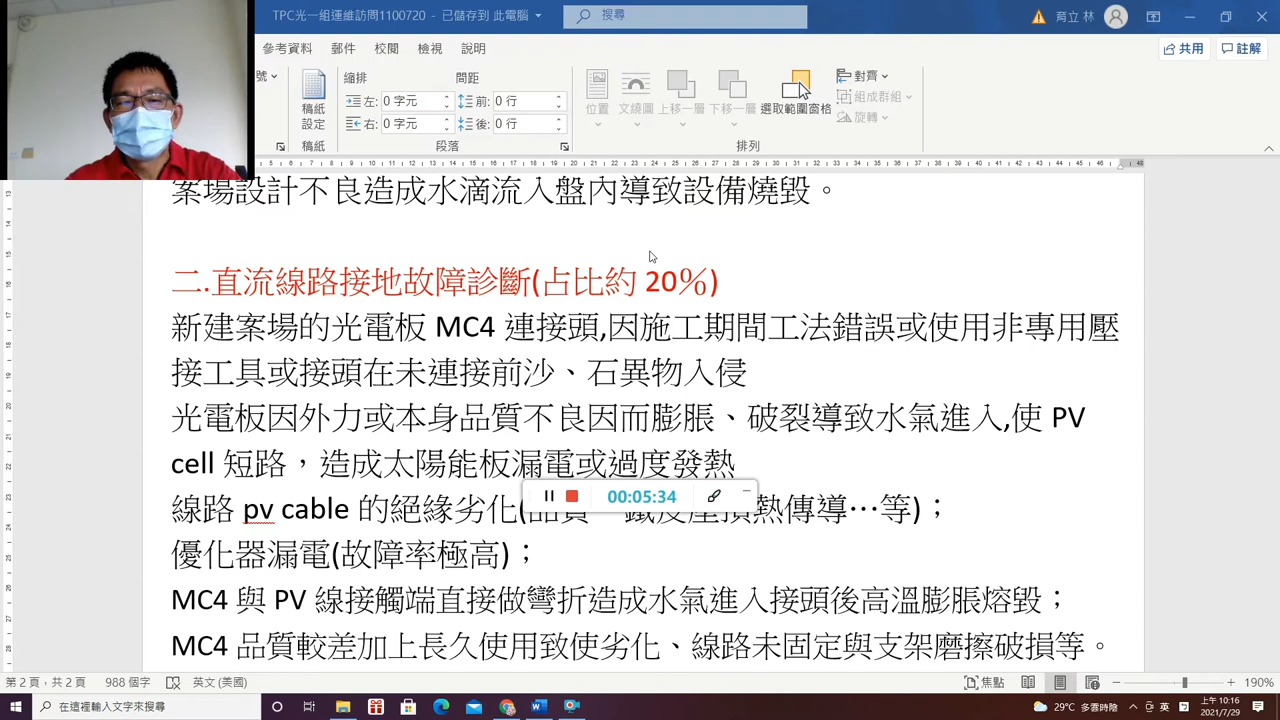 TPC光一組運維訪問1100720 - 已儲存到 此電腦
搜尋
育立 林
參考資料 郵件 校閱 檢視 說明
共用 註解
號
稿紙設定
稿紙
縮排 間距
左: 0 字元 前: 0 行
右: 0 字元 後: 0 行
段落
位置 文繞圖 上移一層 下移一層 選取範圍窗格
對齊
組成群組
旋轉
排列
案場設計不良造成水滴流入盤內導致設備燒毀。
二.直流線路接地故障診斷(占比約 20%)
新建案場的光電板 MC4 連接頭,因施工期間工法錯誤或使用非專用壓
接工具或接頭在未連接前沙、石異物入侵
光電板因外力或本身品質不良因而膨脹、破裂導致水氣進入,使 PV
cell 短路，造成太陽能板漏電或過度發熱
線路 pv cable 的絕緣劣化(品質 鐵皮屋頂熱傳導…等)；
00:05:34
優化器漏電(故障率極高)；
MC4 與 PV 線接觸端直接做彎折造成水氣進入接頭後高溫膨脹熔毀；
MC4 品質較差加上長久使用致使劣化、線路未固定與支架磨擦破損等。
第 2 頁，共 2 頁 988 個字 英文 (美國) 焦點 190%
在這裡輸入文字來搜尋
29°C 多雲時陰 英
上午 10:16
2021/7/29